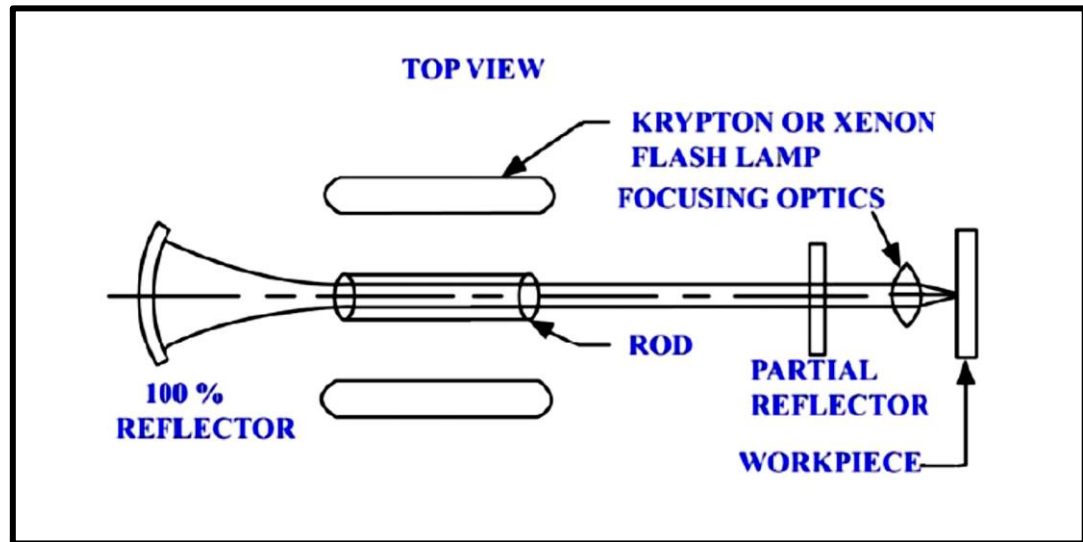 TOP VIEW
KRYPTON OR XENON
FLASH LAMP
FOCUSING OPTICS
ROD
100 %
REFLECTOR
PARTIAL
REFLECTOR
WORKPIECE